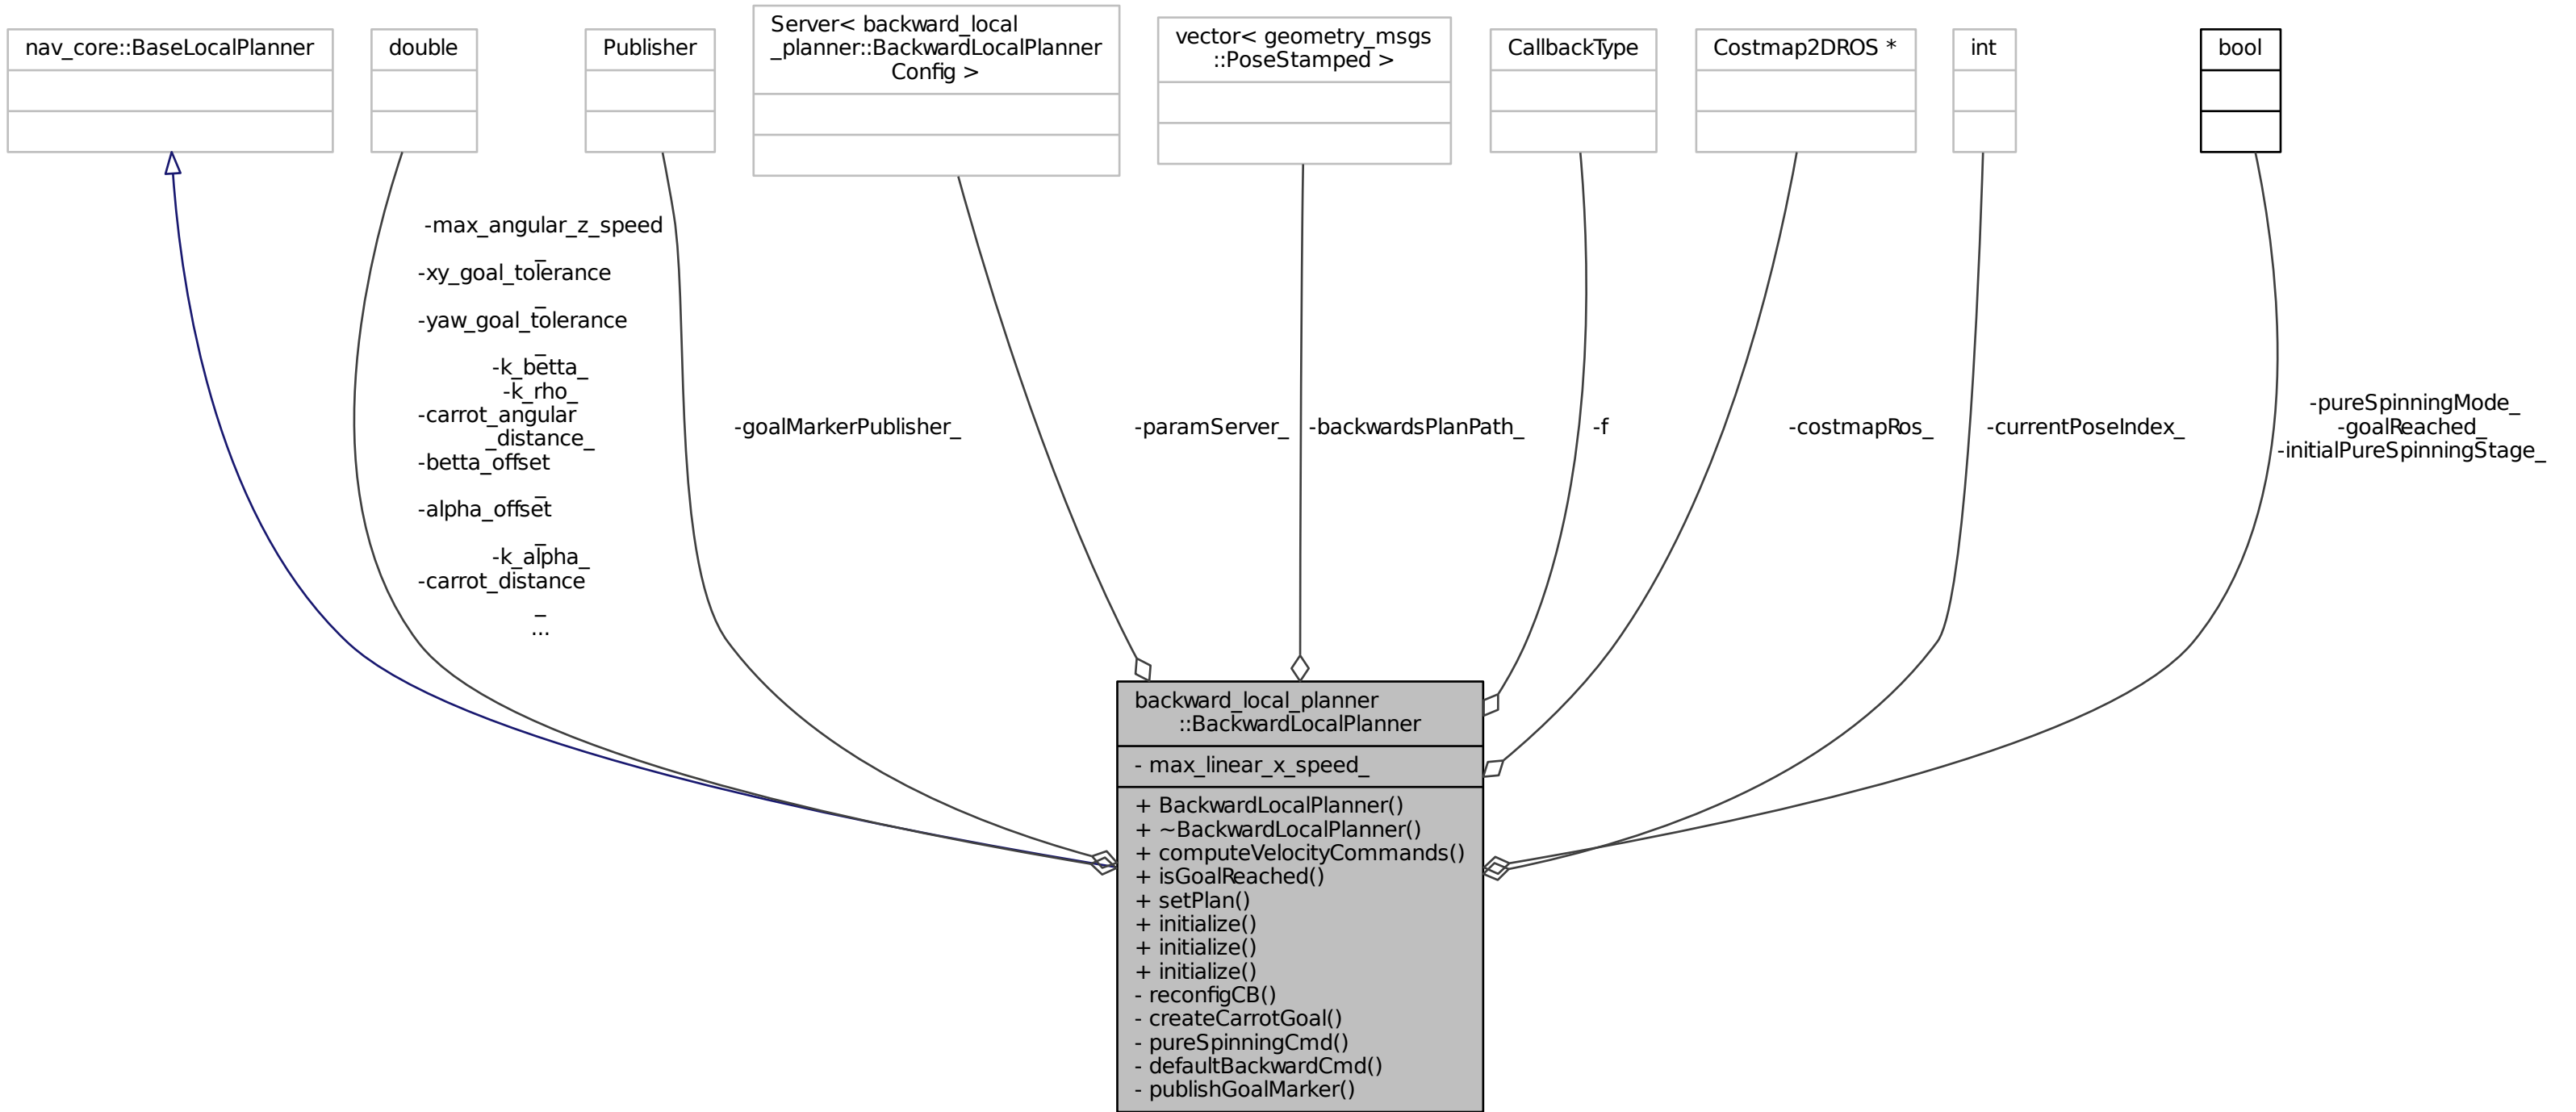 nav_core::BaseLocalPlanner
double
Publisher
Server< backward_local
_planner::BackwardLocalPlanner
Config >
vector< geometry_msgs
::PoseStamped >
CallbackType
Costmap2DROS *
int
bool
-max_angular_z_speed
_
-xy_goal_tolerance
_
-yaw_goal_tolerance
_
-k_betta_
-k_rho_
-carrot_angular
_distance_
-betta_offset
_
-alpha_offset
_
-k_alpha_
-carrot_distance
_
...
-goalMarkerPublisher_
-paramServer_
-backwardsPlanPath_
-f
-costmapRos_
-currentPoseIndex_
-pureSpinningMode_
-goalReached_
-initialPureSpinningStage_
backward_local_planner
::BackwardLocalPlanner
- max_linear_x_speed_
+ BackwardLocalPlanner()
+ ~BackwardLocalPlanner()
+ computeVelocityCommands()
+ isGoalReached()
+ setPlan()
+ initialize()
+ initialize()
+ initialize()
- reconfigCB()
- createCarrotGoal()
- pureSpinningCmd()
- defaultBackwardCmd()
- publishGoalMarker()